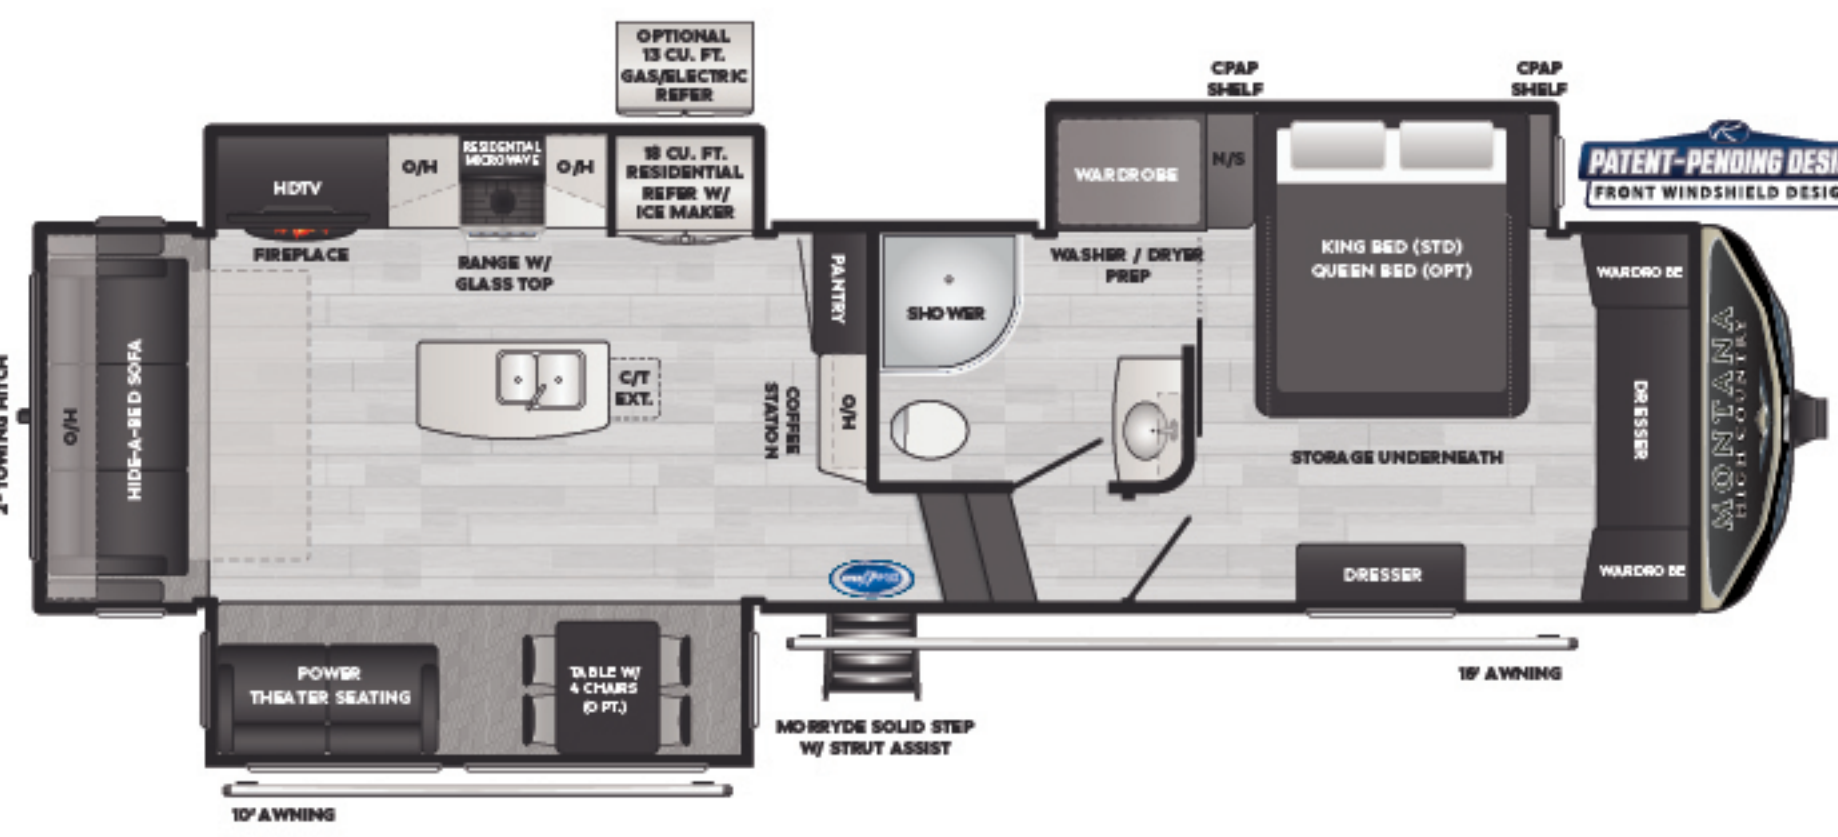 OPTIONAL
13 CU. FT.
GAS/ELECTRIC
REFER
CPAP
SHELF
CPAP
SHELF
HDTV
FIREPLACE
O/H
RESIDENTIAL
MICROWAVE
O/H
RANGE W/
GLASS TOP
18 CU. FT.
RESIDENTIAL
REFER W/
ICE MAKER
WARDROBE
N/S
WASHER / DRYER
PREP
KING BED (STD)
QUEEN BED (OPT)
STORAGE UNDERNEATH
PATENT-PENDING DESI
FRONT WINDSHIELD DESIG
WARDROBE
DRESSER
WARDROBE
MONTANA
HIGH COUNTRY
PANTRY
SHOWER
COFFEE
STATION
O/H
C/T
EXT.
O/H
HIDE-A-BED SOFA
2" TOWING HITCH
DRESSER
POWER
THEATER SEATING
TABLE W/
4 CHAIRS
(OPT.)
MORRYDE SOLID STEP
W/ STRUT ASSIST
AWNING
10' AWNING